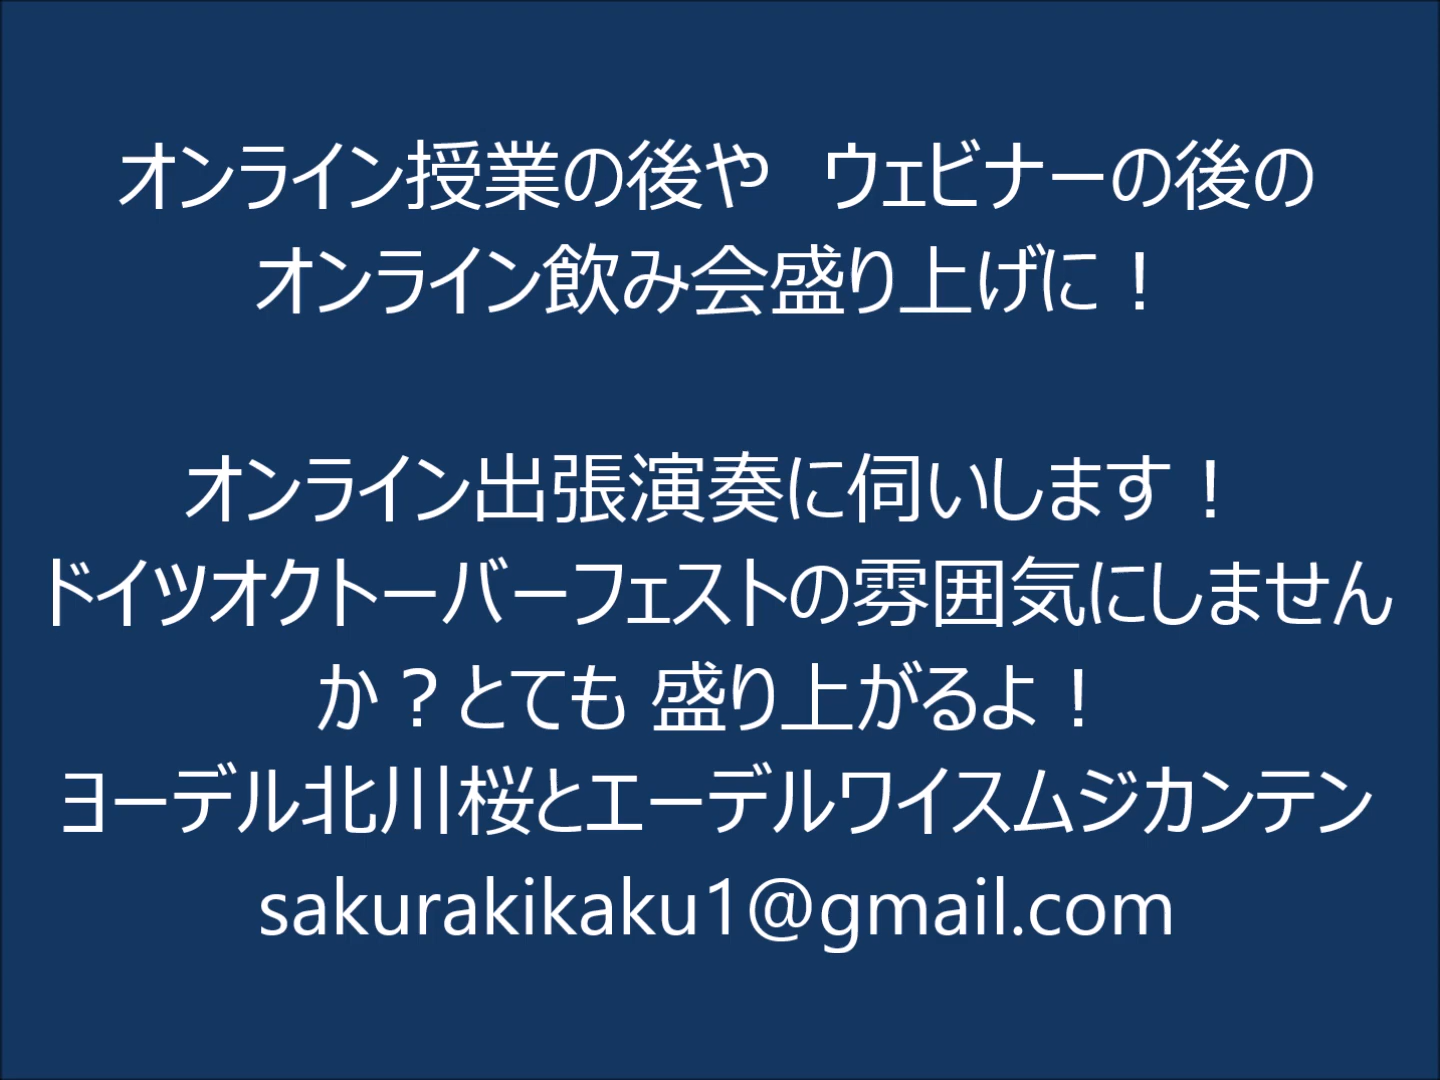 オンライン授業の後や　ウェビナーの後の
オンライン飲み会盛り上げに！
オンライン出張演奏に伺いします！
ドイツオクトーバーフェストの雰囲気にしません
か？とても 盛り上がるよ！
ヨーデル北川桜とエーデルワイスムジカンテン
sakurakikaku1@gmail.com